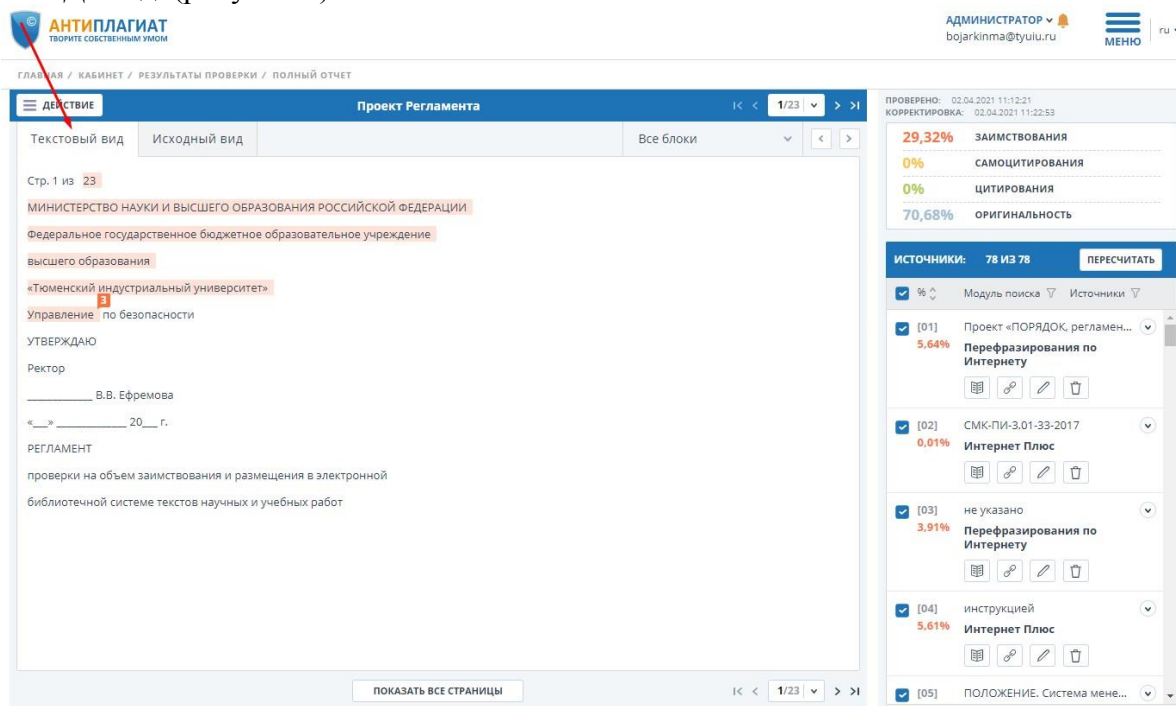 АНТИПЛАГИАТ
ТВОРИТЕ СОБСТВЕННЫМ УМОМ
АДМИНИСТРАТОР
bojarkinma@tyuiu.ru
МЕНЮ
ru
ГЛАВНАЯ / КАБИНЕТ / РЕЗУЛЬТАТЫ ПРОВЕРКИ / ПОЛНЫЙ ОТЧЕТ
ДЕЙСТВИЕ
Проект Регламента
1/23
Текстовый вид
Исходный вид
Все блоки
Стр. 1 из 23
МИНИСТЕРСТВО НАУКИ И ВЫСШЕГО ОБРАЗОВАНИЯ РОССИЙСКОЙ ФЕДЕРАЦИИ
Федеральное государственное бюджетное образовательное учреждение
высшего образования
«Тюменский индустриальный университет»
3
Управление по безопасности
УТВЕРЖДАЮ
Ректор
_____________ В.В. Ефремова
«___» ______________ 20___ г.
РЕГЛАМЕНТ
проверки на объем заимствования и размещения в электронной
библиотечной системе текстов научных и учебных работ
ПОКАЗАТЬ ВСЕ СТРАНИЦЫ
1/23
ПРОВЕРЕНО: 02.04.2021 11:12:21
КОРРЕКТИРОВКА: 02.04.2021 11:22:53
29,32% ЗАИМСТВОВАНИЯ
0% САМОЦИТИРОВАНИЯ
0% ЦИТИРОВАНИЯ
70,68% ОРИГИНАЛЬНОСТЬ
ИСТОЧНИКИ: 78 ИЗ 78 ПЕРЕСЧИТАТЬ
% Модуль поиска Источники
[01] Проект «ПОРЯДОК, регламен...
5,64% Перефразирования по
Интернету
[02] СМК-ПИ-3.01-33-2017
0,01% Интернет Плюс
[03] не указано
3,91% Перефразирования по
Интернету
[04] инструкцией
5,61% Интернет Плюс
[05] ПОЛОЖЕНИЕ. Система мене...